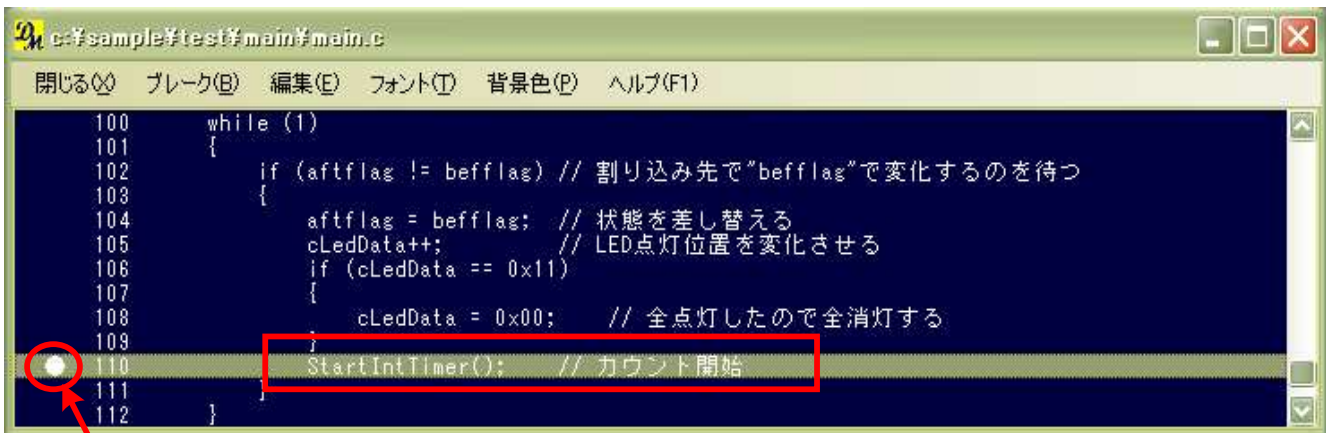 DM c:¥sample¥test¥main¥main.c
閉じる(X) ブレーク(B) 編集(E) フォント(T) 背景色(P) ヘルプ(F1)
100 while (1)
101 {
102 if (aftflag != befflag) // 割り込み先で"befflag"で変化するのを待つ
103 {
104 aftflag = befflag; // 状態を差し替える
105 cLedData++; // LED点灯位置を変化させる
106 if (cLedData == 0x11)
107 {
108 cLedData = 0x00; // 全点灯したので全消灯する
109 }
110 StartIntTimer(); // カウント開始
111 }
112 }